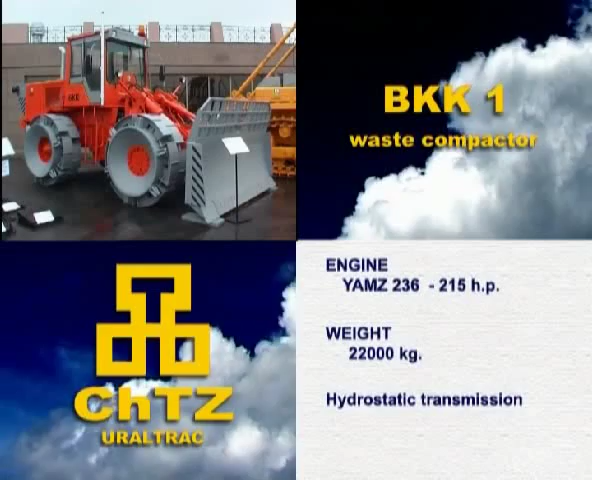 BKK 1
waste compactor
ChTZ
URALTRAC
ENGINE
YAMZ 236 - 215 h.p.
WEIGHT
22000 kg.
Hydrostatic transmission